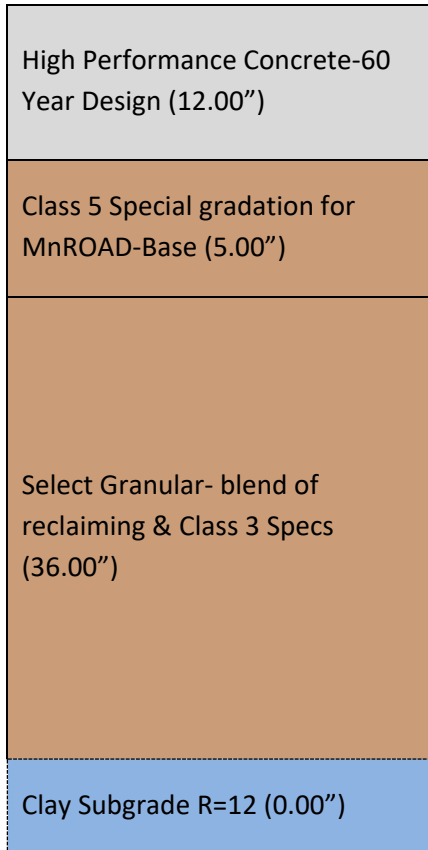 High Performance Concrete-60
Year Design (12.00”)
Class 5 Special gradation for
MnROAD-Base (5.00”)
Select Granular- blend of
reclaiming & Class 3 Specs
(36.00”)
Clay Subgrade R=12 (0.00”)